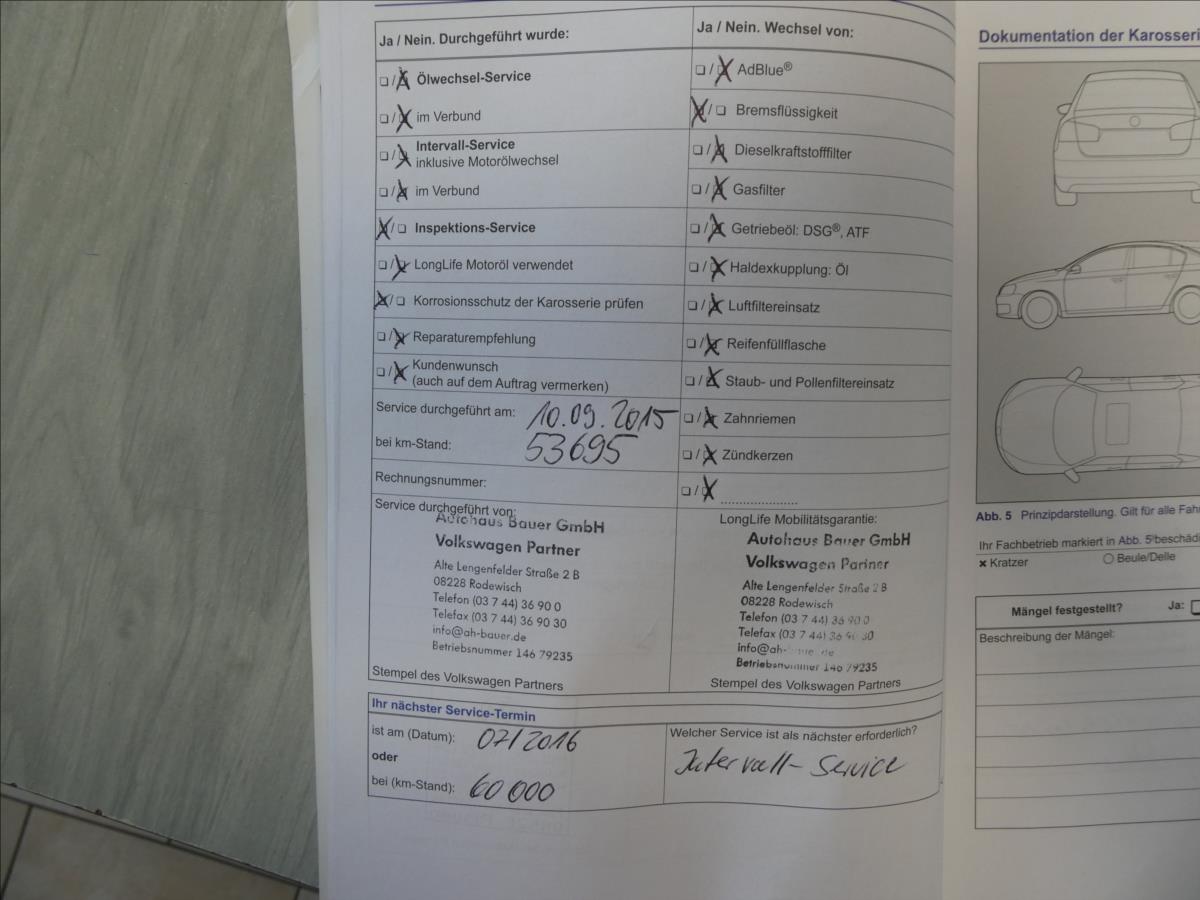 Ja / Nein. Durchgeführt wurde:
❏ / ☒ Ölwechsel-Service
❏ / ☒ im Verbund
❏ / ☒ Intervall-Service
inklusive Motorölwechsel
❏ / ☒ im Verbund
☒ / ❏ Inspektions-Service
❏ / ☒ LongLife Motoröl verwendet
☒ / ❏ Korrosionsschutz der Karosserie prüfen
❏ / ☒ Reparaturempfehlung
❏ / ☒ Kundenwunsch
(auch auf dem Auftrag vermerken)
Service durchgeführt am: 10.09.2015
bei km-Stand: 53695
Rechnungsnummer:
Service durchgeführt von:
Autohaus Bauer GmbH
Volkswagen Partner
Alte Lengenfelder Straße 2 B
08228 Rodewisch
Telefon (03 7 44) 36 90 0
Telefax (03 7 44) 36 90 30
info@ah-bauer.de
Betriebsnummer 146 79235
Stempel des Volkswagen Partners
Ja / Nein. Wechsel von:
❏ / ☒ AdBlue®
☒ / ❏ Bremsflüssigkeit
❏ / ☒ Dieselkraftstofffilter
❏ / ☒ Gasfilter
❏ / ☒ Getriebeöl: DSG®, ATF
❏ / ☒ Haldexkupplung: Öl
❏ / ☒ Luftfiltereinsatz
❏ / ☒ Reifenfüllflasche
❏ / ☒ Staub- und Pollenfiltereinsatz
❏ / ☒ Zahnriemen
❏ / ☒ Zündkerzen
❏ / ☒ ....................
LongLife Mobilitätsgarantie:
Autohaus Bauer GmbH
Volkswagen Partner
Alte Lengenfelder Straße 2 B
08228 Rodewisch
Telefon (03 7 44) 36 90 0
Telefax (03 7 44) 36 90 30
info@ah-bauer.de
Betriebsnummer 146 79235
Stempel des Volkswagen Partners
Ihr nächster Service-Termin
ist am (Datum): 07/2016
oder
bei (km-Stand): 60 000
Welcher Service ist als nächster erforderlich?
Intervall-Service
Dokumentation der Karosseri
Abb. 5 Prinzipdarstellung. Gilt für alle Fah
Ihr Fachbetrieb markiert in Abb. 5 beschädi
× Kratzer ○ Beule/Delle
Mängel festgestellt? Ja: ❏
Beschreibung der Mängel: